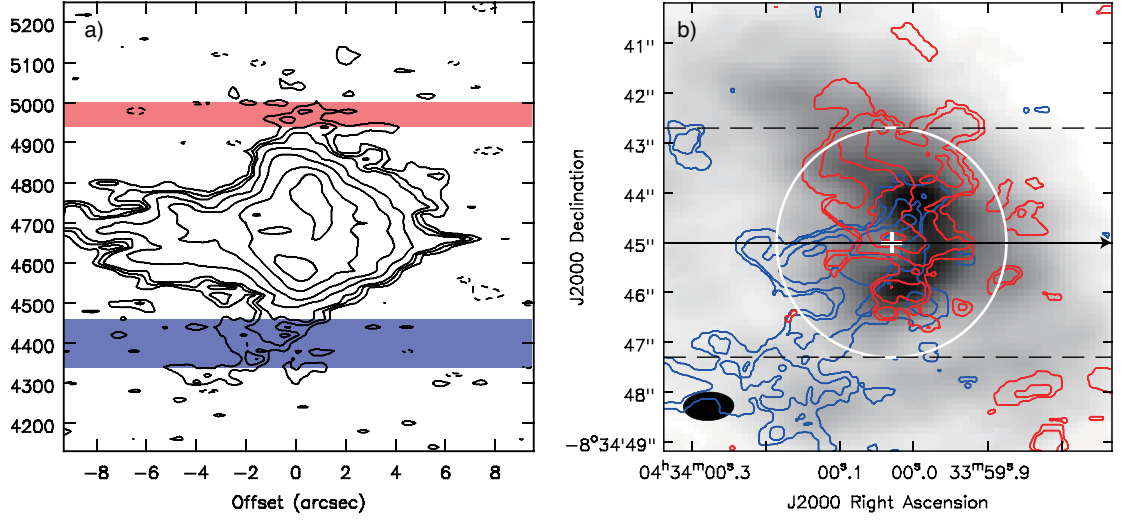 a)
5200
5100
5000
4900
4800
4700
4600
4500
4400
4300
4200
−8 −6 −4 −2 0 2 4 6 8
Offset (arcsec)
b)
J2000 Declination
41"
42"
43"
44"
45"
46"
47"
48"
−8°34'49"
04ʰ34ᵐ00ˢ.3 00ˢ.1 00ˢ.0 33ᵐ59ˢ.9
J2000 Right Ascension